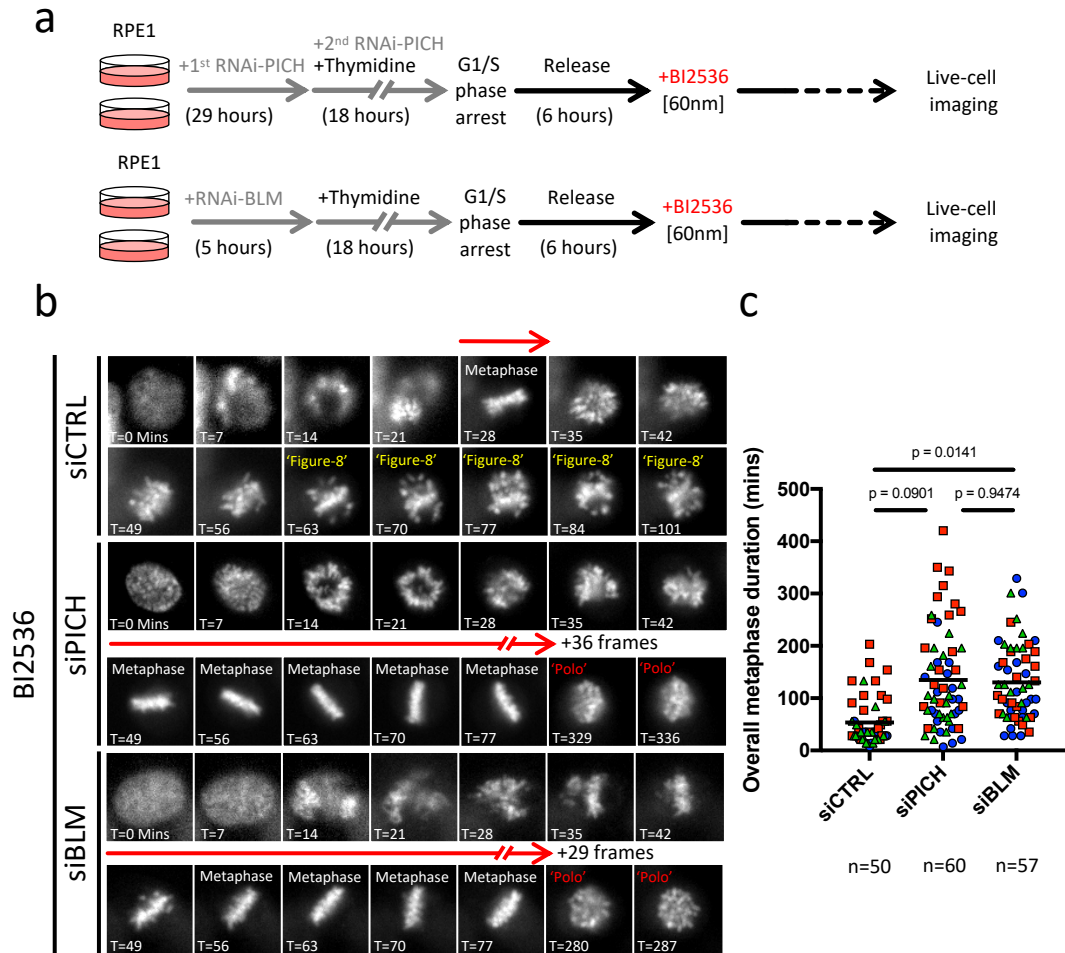 a
RPE1
+1st RNAi-PICH
(29 hours)
+2nd RNAi-PICH
+Thymidine
(18 hours)
G1/S
phase
arrest
Release
(6 hours)
+BI2536
[60nm]
Live-cell
imaging
RPE1
+RNAi-BLM
(5 hours)
+Thymidine
(18 hours)
G1/S
phase
arrest
Release
(6 hours)
+BI2536
[60nm]
Live-cell
imaging
b
BI2536
siCTRL
Metaphase
T=0 Mins T=7 T=14 T=21 T=28 T=35 T=42
'Figure-8' 'Figure-8' 'Figure-8' 'Figure-8' 'Figure-8'
T=49 T=56 T=63 T=70 T=77 T=84 T=101
siPICH
T=0 Mins T=7 T=14 T=21 T=28 T=35 T=42
+36 frames
Metaphase Metaphase Metaphase Metaphase Metaphase 'Polo' 'Polo'
T=49 T=56 T=63 T=70 T=77 T=329 T=336
siBLM
T=0 Mins T=7 T=14 T=21 T=28 T=35 T=42
+29 frames
Metaphase Metaphase Metaphase Metaphase 'Polo' 'Polo'
T=49 T=56 T=63 T=70 T=77 T=280 T=287
c
p = 0.0141
p = 0.0901 p = 0.9474
Overall metaphase duration (mins)
500
400
300
200
100
0
siCTRL siPICH siBLM
n=50 n=60 n=57